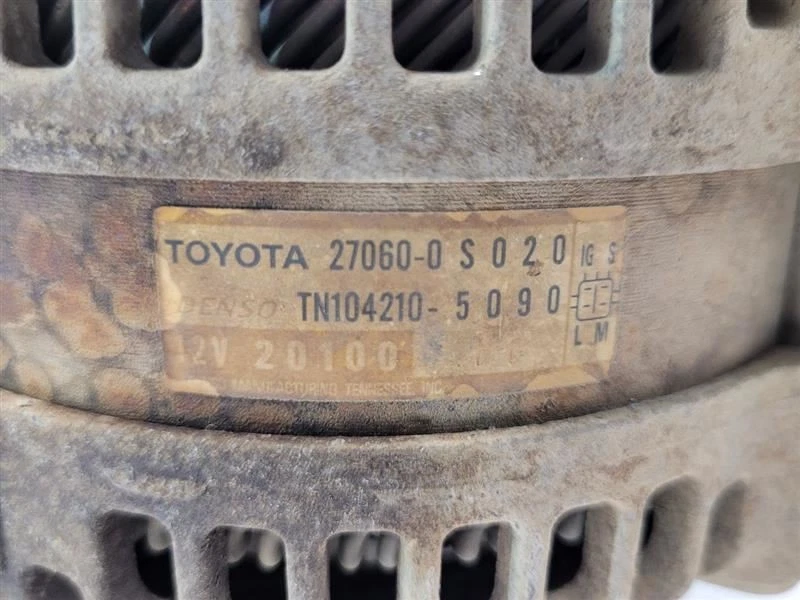 TOYOTA 27060-0S020
DENSO TN104210-5090
IG S
L M
12V 20100
MANUFACTURING TENNESSEE, INC.